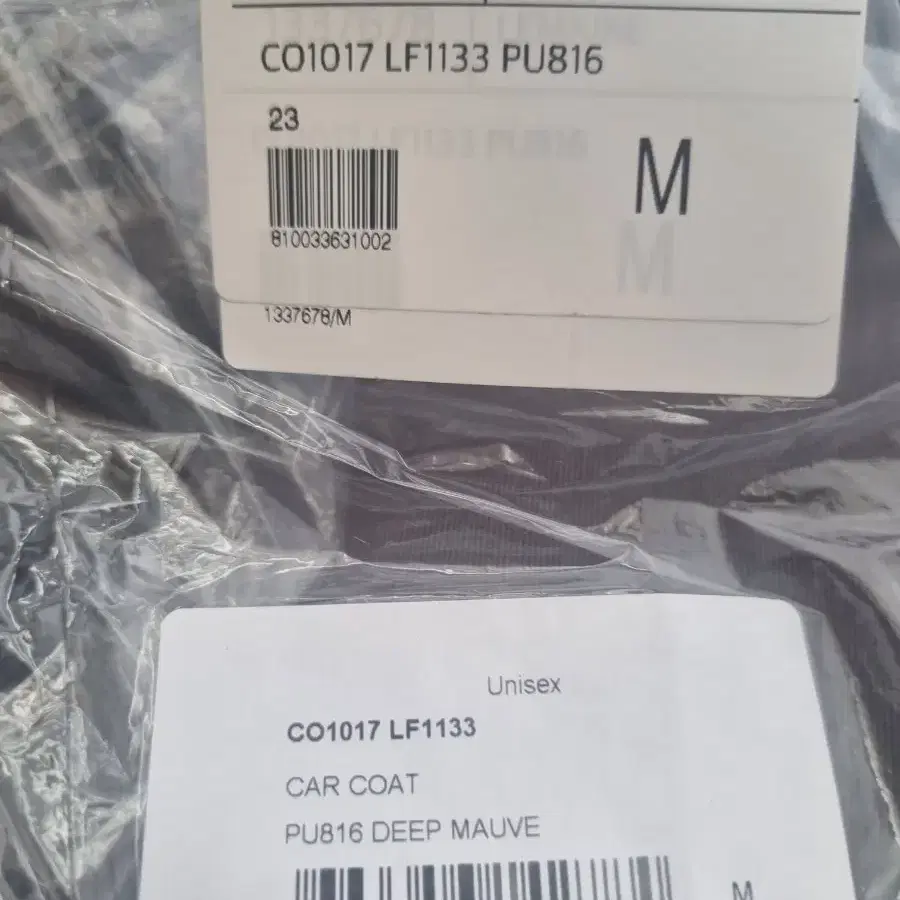 CO1017 LF1133 PU816
23
M
810033631002
1337678/M
Unisex
CO1017 LF1133
CAR COAT
PU816 DEEP MAUVE
M